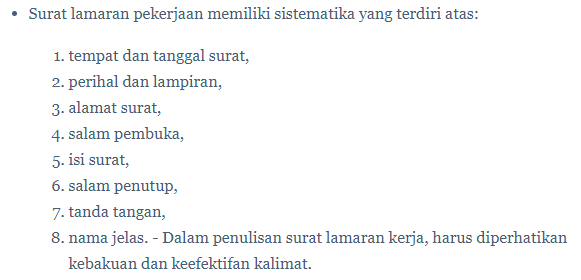 • Surat lamaran pekerjaan memiliki sistematika yang terdiri atas:
1. tempat dan tanggal surat,
2. perihal dan lampiran,
3. alamat surat,
4. salam pembuka,
5. isi surat,
6. salam penutup,
7. tanda tangan,
8. nama jelas. - Dalam penulisan surat lamaran kerja, harus diperhatikan
kebakuan dan keefektifan kalimat.